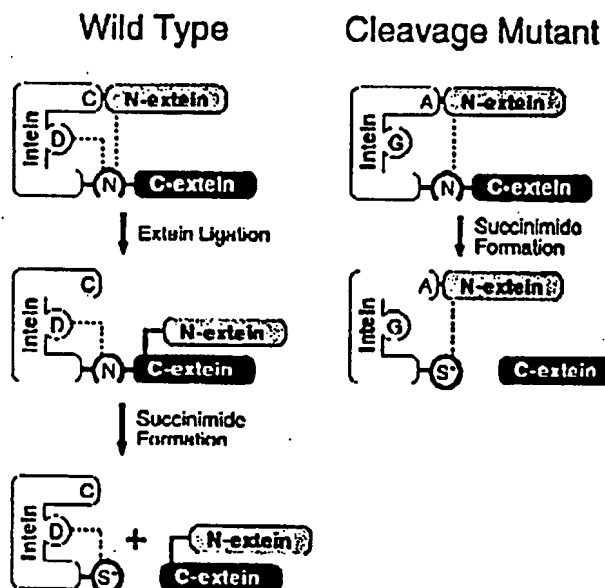 Wild Type
C N-extein
Intein
D
N C-extein
Extein Ligation
C
Intein
D
N-extein
N C-extein
Succinimide
Formation
C
Intein
D
+
N-extein
S* C-extein
Cleavage Mutant
A N-extein
Intein
G
N C-extein
Succinimide
Formation
A N-extein
Intein
G
S* C-extein